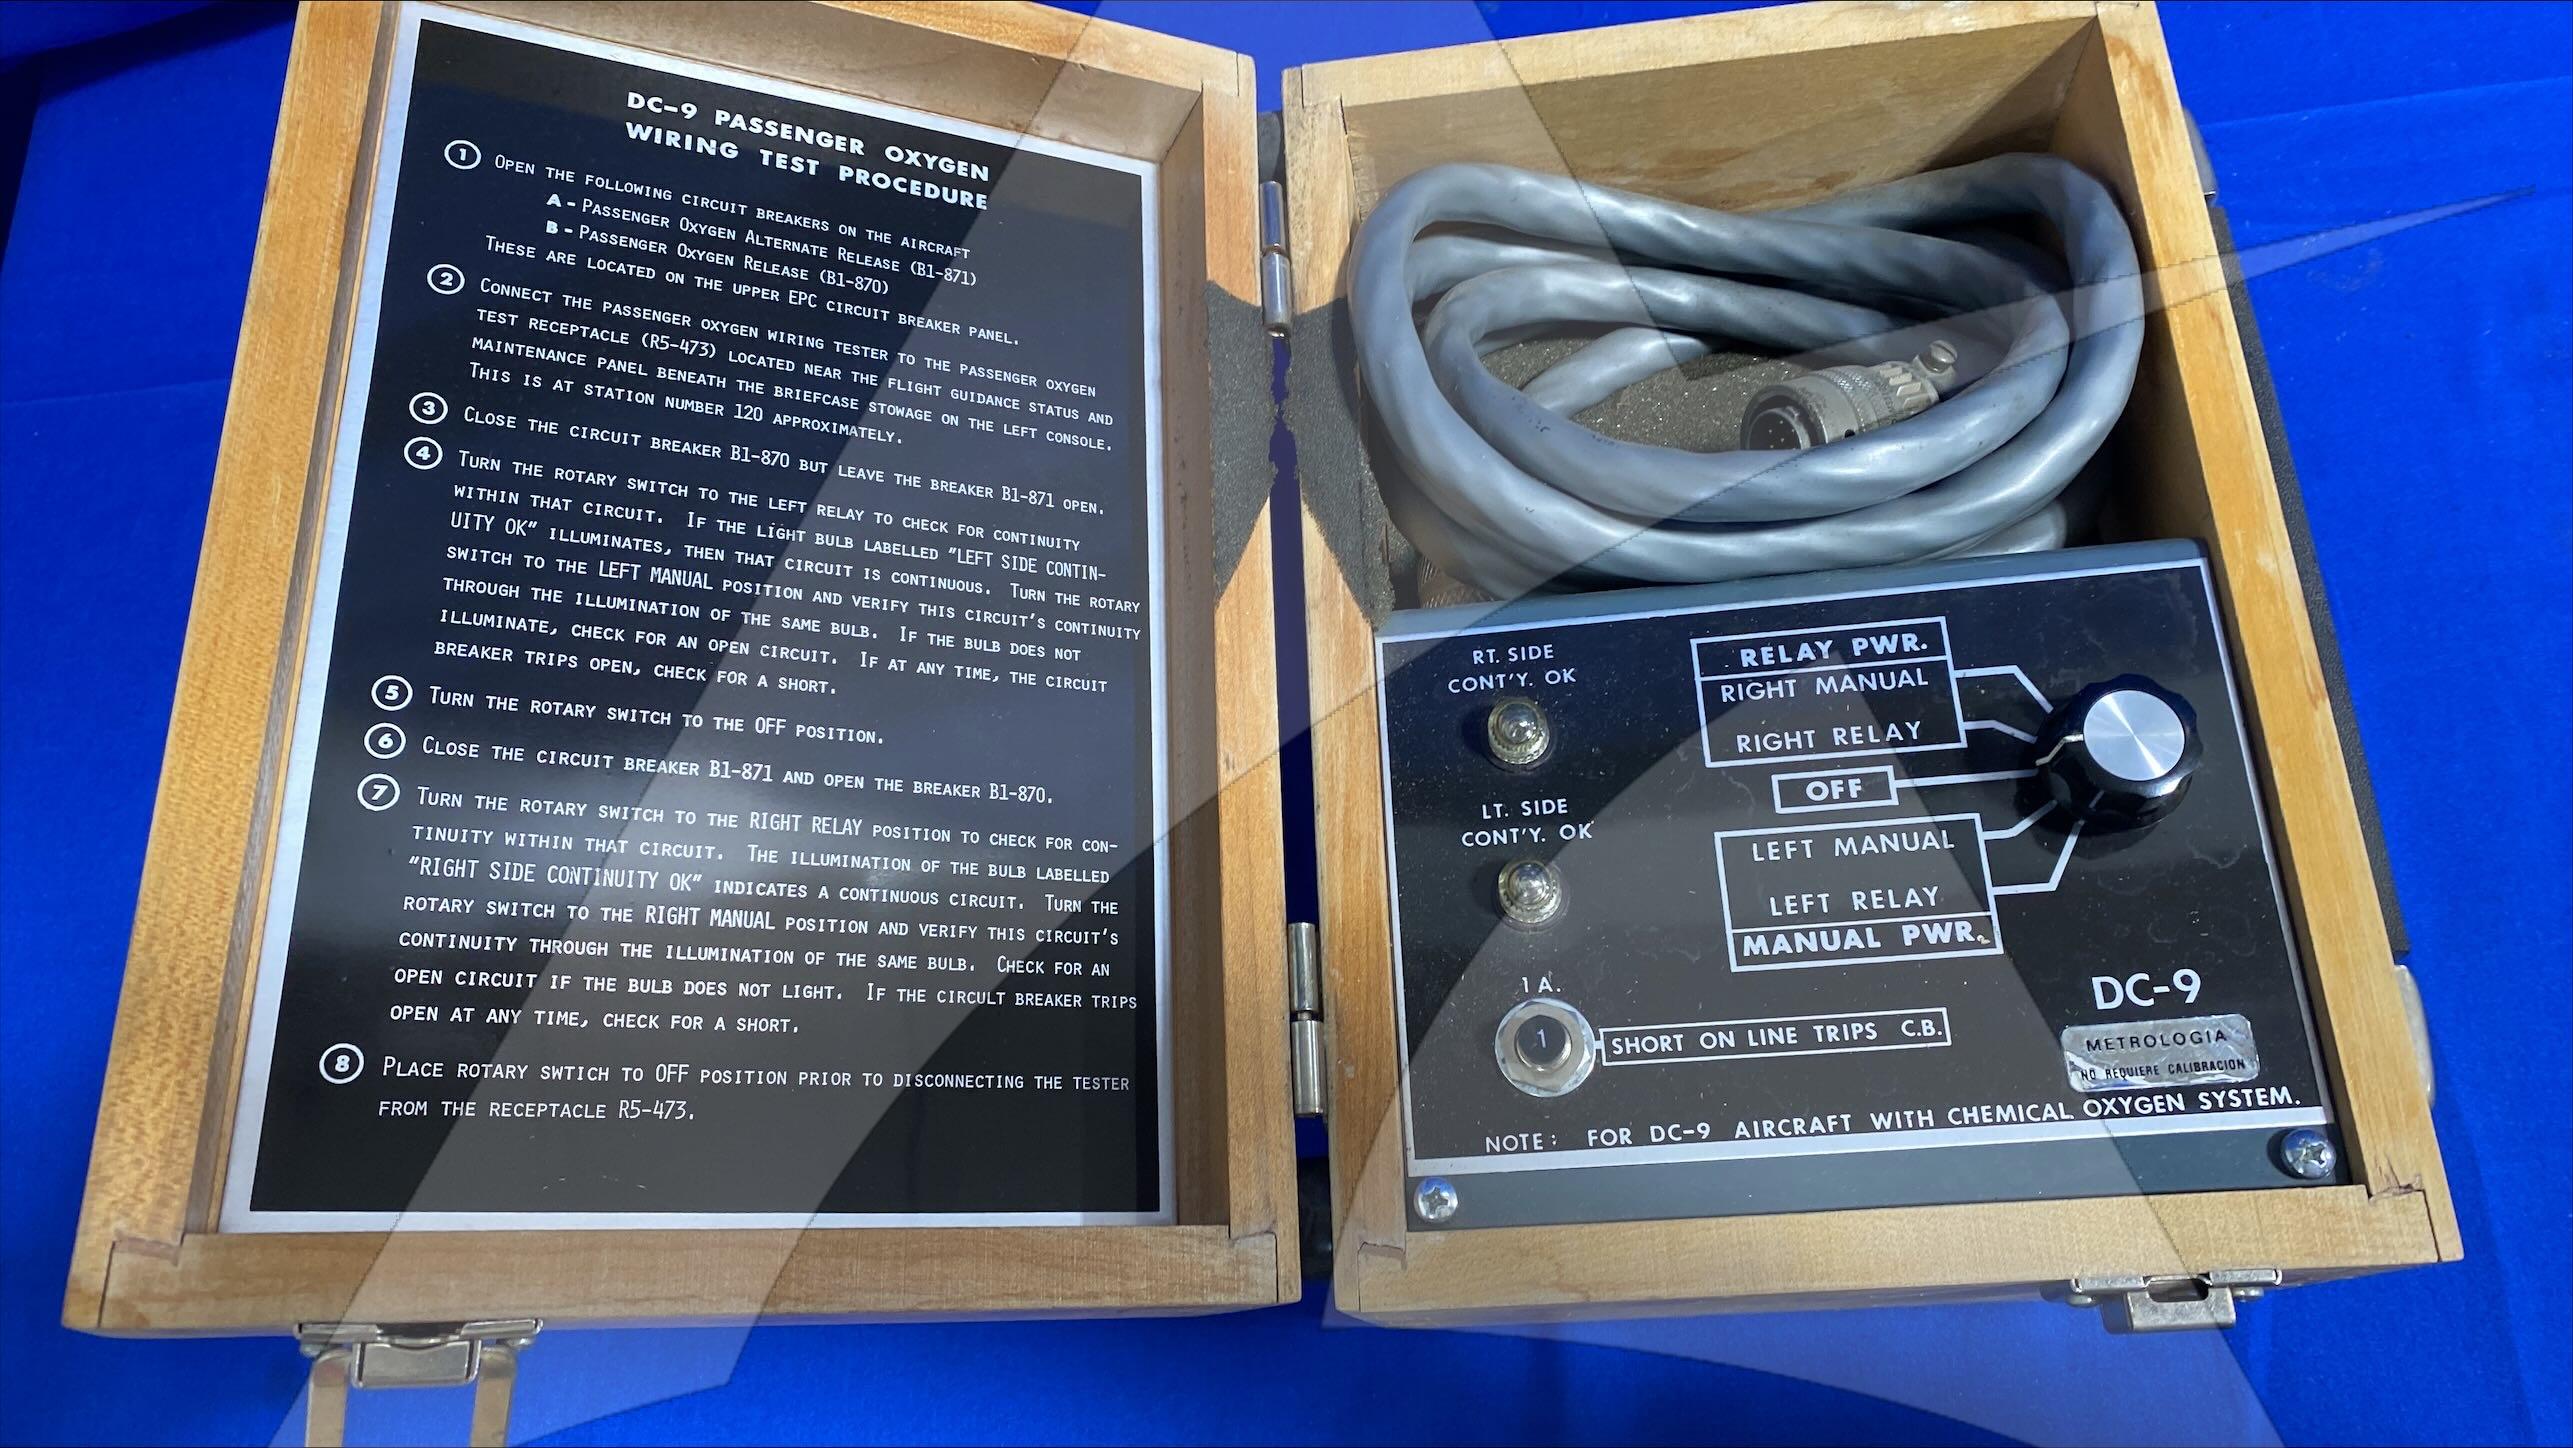 DC-9 PASSENGER OXYGEN
WIRING TEST PROCEDURE
1 OPEN THE FOLLOWING CIRCUIT BREAKERS ON THE AIRCRAFT
A - PASSENGER OXYGEN ALTERNATE RELEASE (B1-871)
B - PASSENGER OXYGEN RELEASE (B1-870)
THESE ARE LOCATED ON THE UPPER EPC CIRCUIT BREAKER PANEL.
2 CONNECT THE PASSENGER OXYGEN WIRING TESTER TO THE PASSENGER OXYGEN
TEST RECEPTACLE (R5-473) LOCATED NEAR THE FLIGHT GUIDANCE STATUS AND
MAINTENANCE PANEL BENEATH THE BRIEFCASE STOWAGE ON THE LEFT CONSOLE.
THIS IS AT STATION NUMBER 120 APPROXIMATELY.
3 CLOSE THE CIRCUIT BREAKER B1-870 BUT LEAVE THE BREAKER B1-871 OPEN.
4 TURN THE ROTARY SWITCH TO THE LEFT RELAY TO CHECK FOR CONTINUITY
WITHIN THAT CIRCUIT. IF THE LIGHT BULB LABELLED "LEFT SIDE CONTIN-
UITY OK" ILLUMINATES, THEN THAT CIRCUIT IS CONTINUOUS. TURN THE ROTARY
SWITCH TO THE LEFT MANUAL POSITION AND VERIFY THIS CIRCUIT'S CONTINUITY
THROUGH THE ILLUMINATION OF THE SAME BULB. IF THE BULB DOES NOT
ILLUMINATE, CHECK FOR AN OPEN CIRCUIT. IF AT ANY TIME, THE CIRCUIT
BREAKER TRIPS OPEN, CHECK FOR A SHORT.
5 TURN THE ROTARY SWITCH TO THE OFF POSITION.
6 CLOSE THE CIRCUIT BREAKER B1-871 AND OPEN THE BREAKER B1-870.
7 TURN THE ROTARY SWITCH TO THE RIGHT RELAY POSITION TO CHECK FOR CON-
TINUITY WITHIN THAT CIRCUIT. THE ILLUMINATION OF THE BULB LABELLED
"RIGHT SIDE CONTINUITY OK" INDICATES A CONTINUOUS CIRCUIT. TURN THE
ROTARY SWITCH TO THE RIGHT MANUAL POSITION AND VERIFY THIS CIRCUIT'S
CONTINUITY THROUGH THE ILLUMINATION OF THE SAME BULB. CHECK FOR AN
OPEN CIRCUIT IF THE BULB DOES NOT LIGHT. IF THE CIRCULT BREAKER TRIPS
OPEN AT ANY TIME, CHECK FOR A SHORT.
8 PLACE ROTARY SWTICH TO OFF POSITION PRIOR TO DISCONNECTING THE TESTER
FROM THE RECEPTACLE R5-473.
RT. SIDE
CONT'Y. OK
LT. SIDE
CONT'Y. OK
1 A.
1
SHORT ON LINE TRIPS C.B.
RELAY PWR.
RIGHT MANUAL
RIGHT RELAY
OFF
LEFT MANUAL
LEFT RELAY
MANUAL PWR.
DC-9
METROLOGIA
NO REQUIERE CALIBRACION
NOTE: FOR DC-9 AIRCRAFT WITH CHEMICAL OXYGEN SYSTEM.